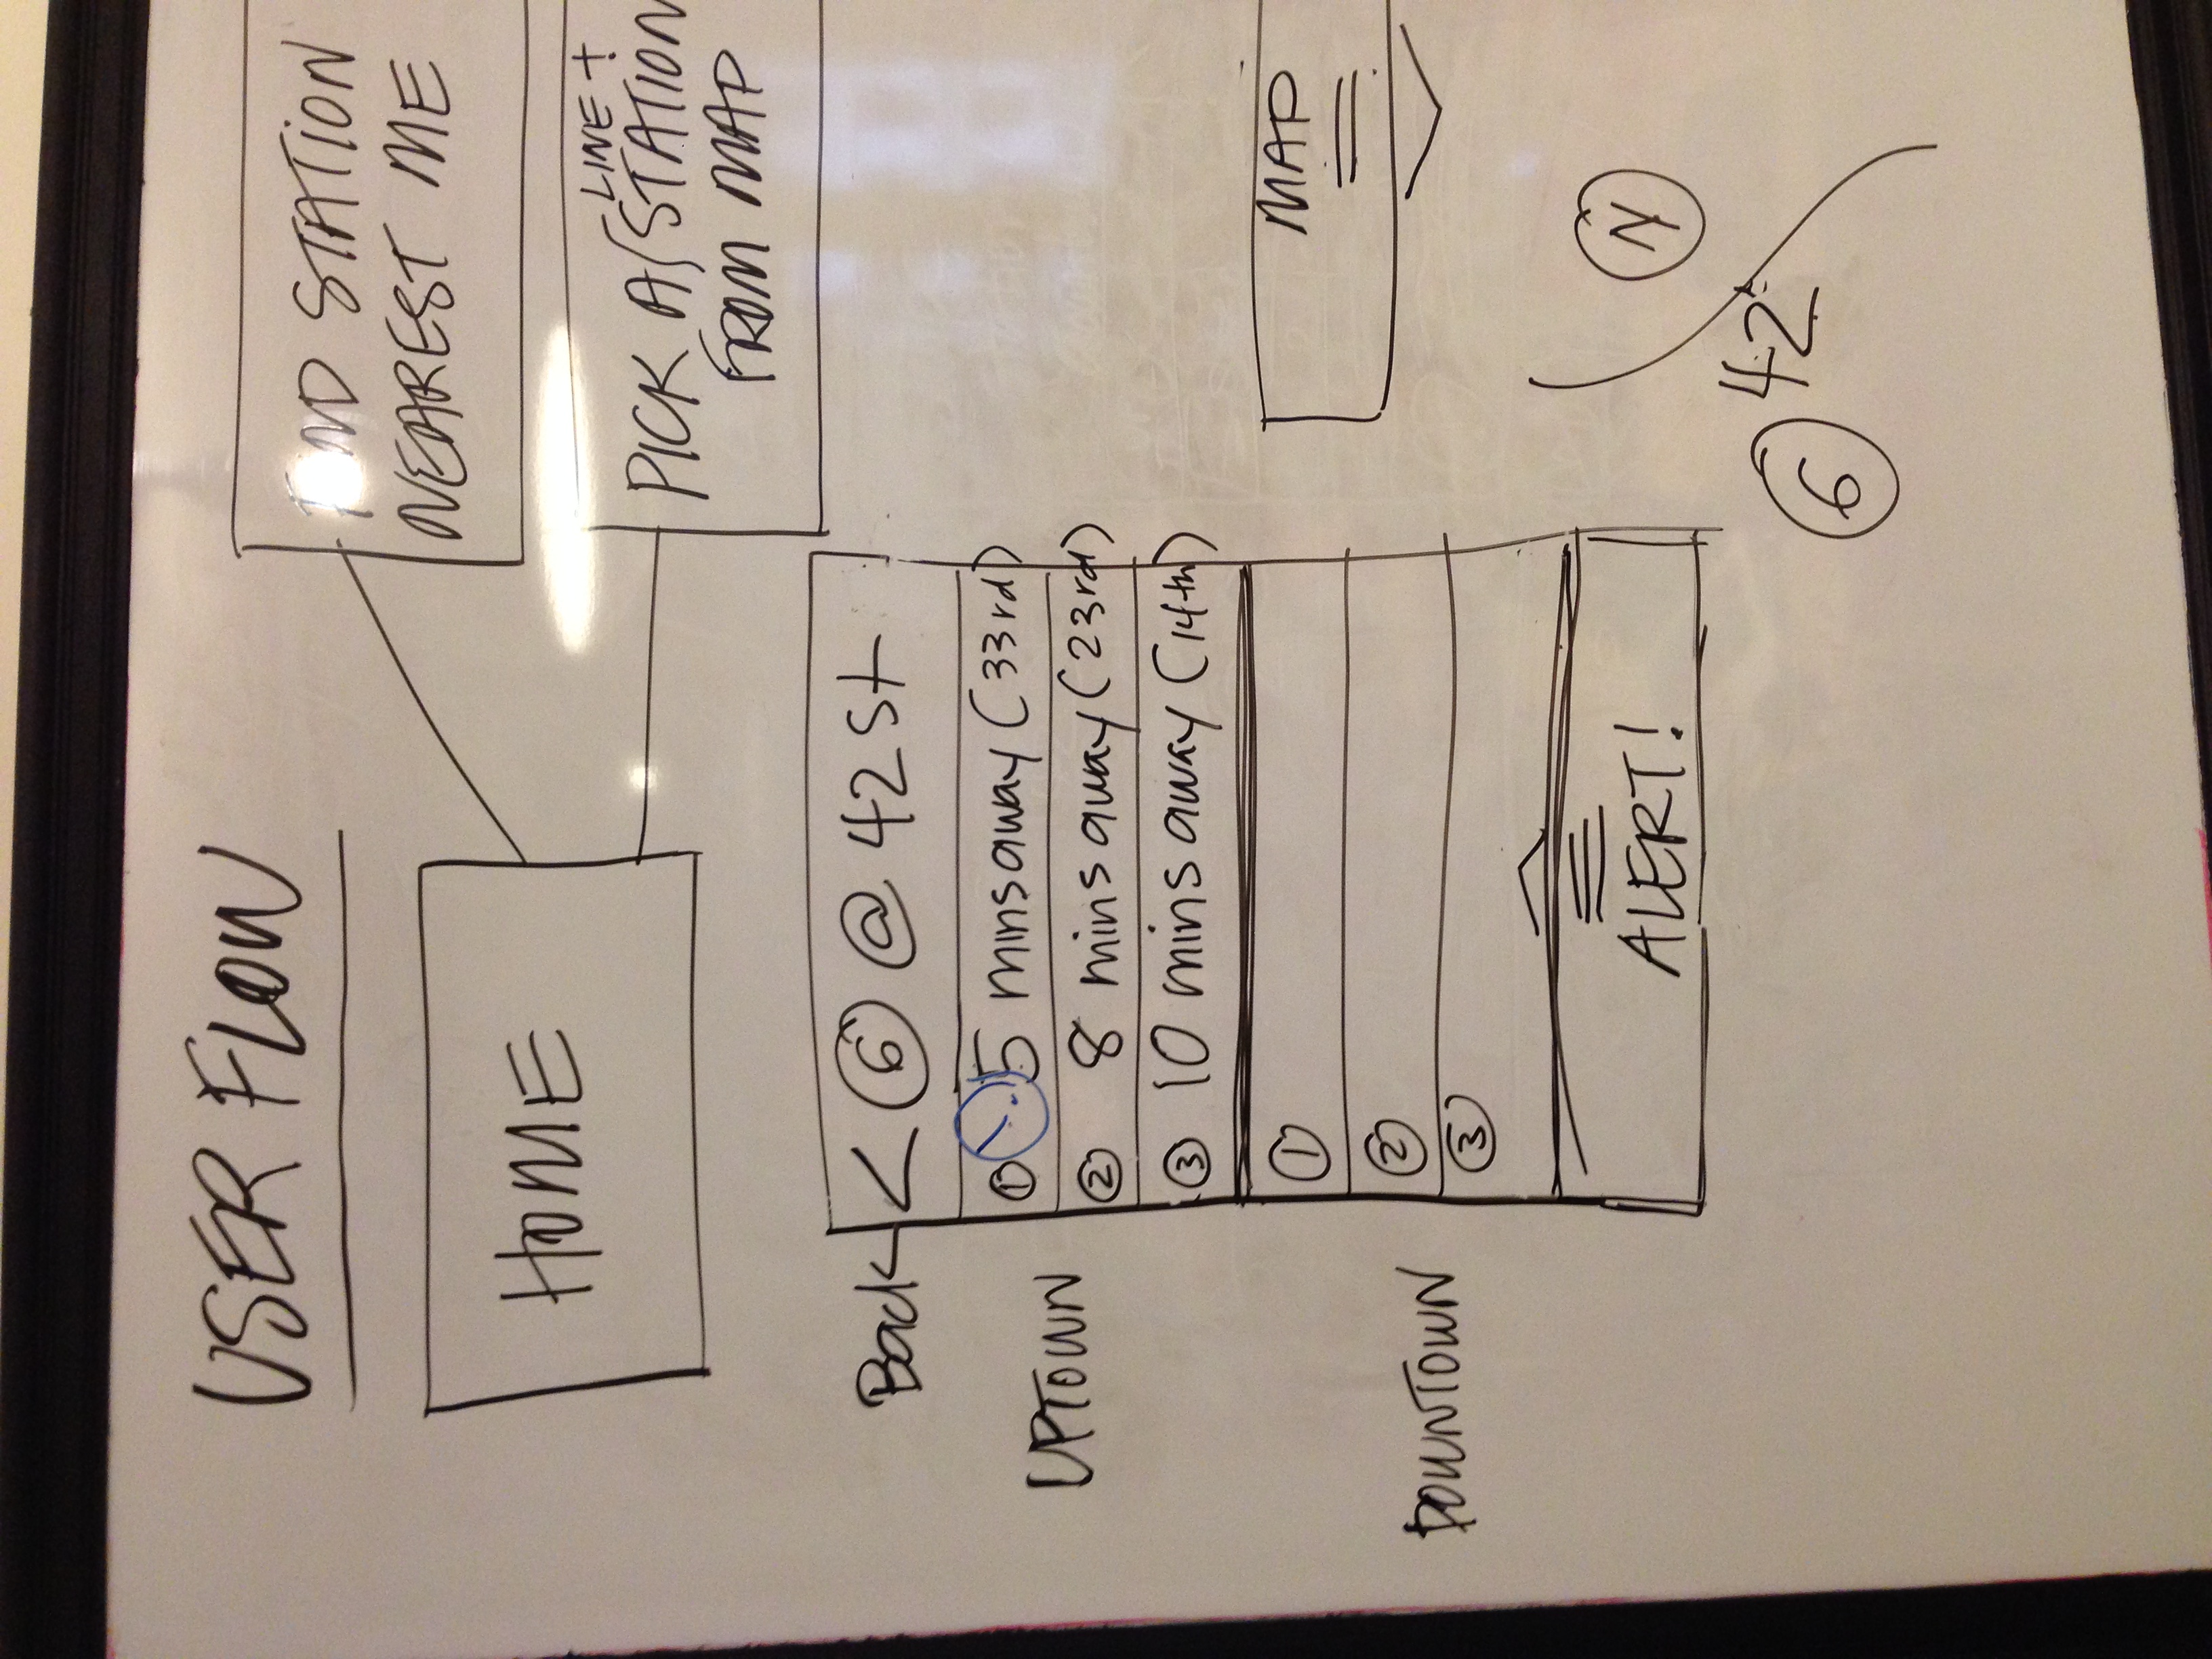 USER FLOW
HOME
FIND STATION
NEAREST ME
LINE +
PICK A STATION
FROM MAP
Back
< 6 @ 42 St
UPTOWN
1 ! 5 mins away (33rd)
2 8 mins away (23rd)
3 10 mins away (14th)
DOWNTOWN
1
2
3
ALERT!
MAP
N
42
6